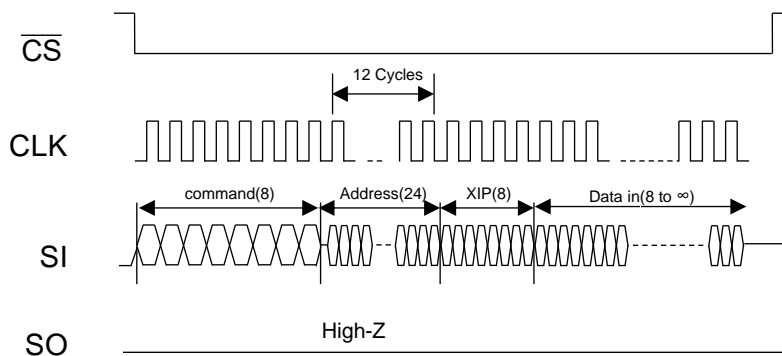 CS
12 Cycles
CLK
command(8) Address(24) XIP(8) Data in(8 to ∞)
SI
High-Z
SO